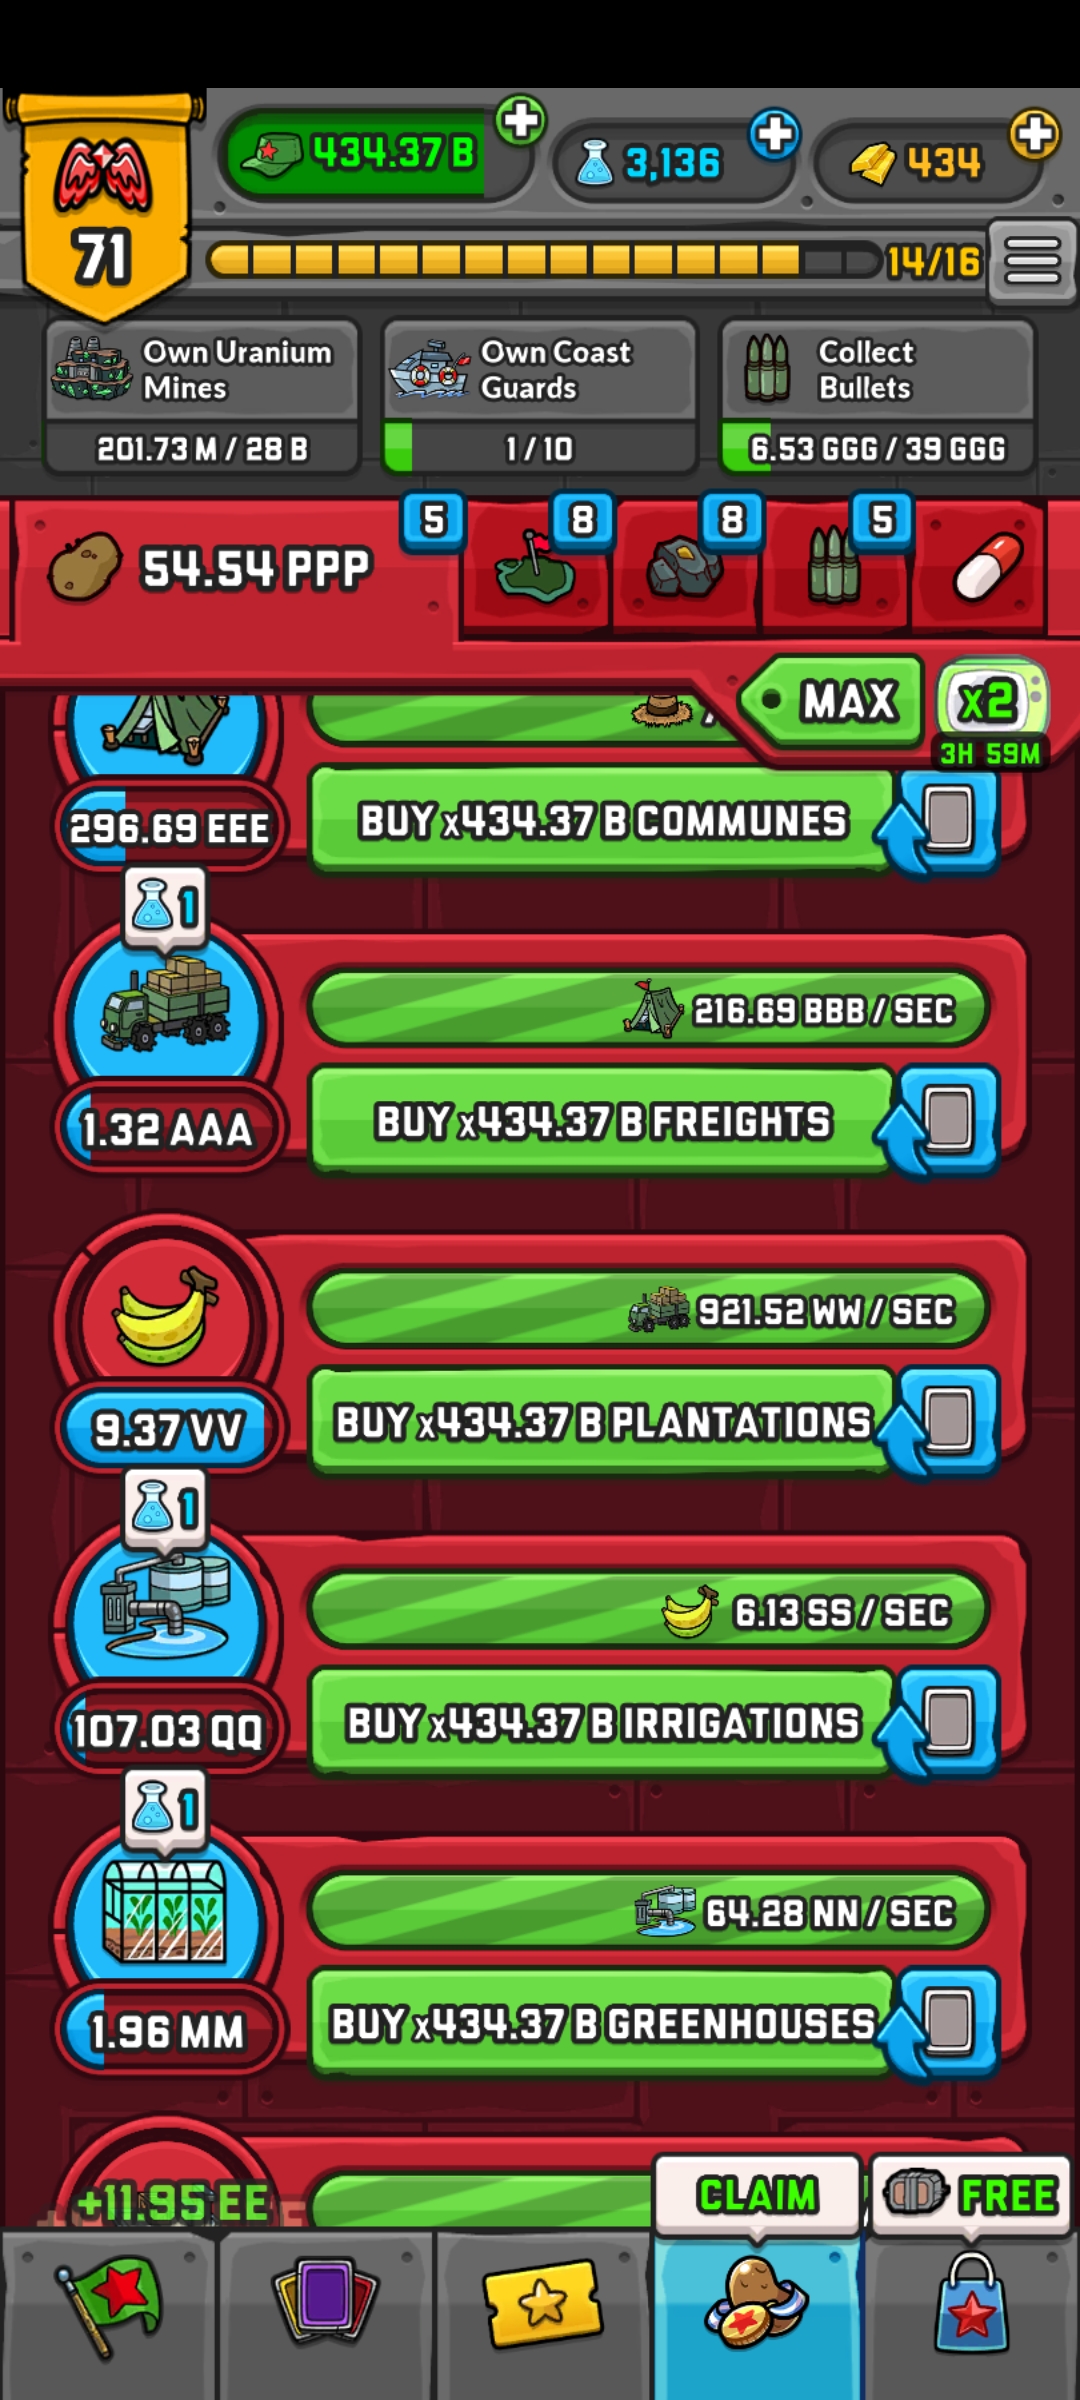 434.37 B
3,136
434
71
14/16
Own Uranium
Mines
201.73 M / 28 B
Own Coast
Guards
1 / 10
Collect
Bullets
6.53 GGG / 39 GGG
54.54 PPP
5
8
8
5
MAX
x2
3H 59M
296.69 EEE
BUY x434.37 B COMMUNES
1
216.69 BBB / SEC
1.32 AAA
BUY x434.37 B FREIGHTS
921.52 WW / SEC
9.37 VV
BUY x434.37 B PLANTATIONS
1
6.13 SS / SEC
107.03 QQ
BUY x434.37 B IRRIGATIONS
1
64.28 NN / SEC
1.96 MM
BUY x434.37 B GREENHOUSES
+11.95 EE
CLAIM
FREE